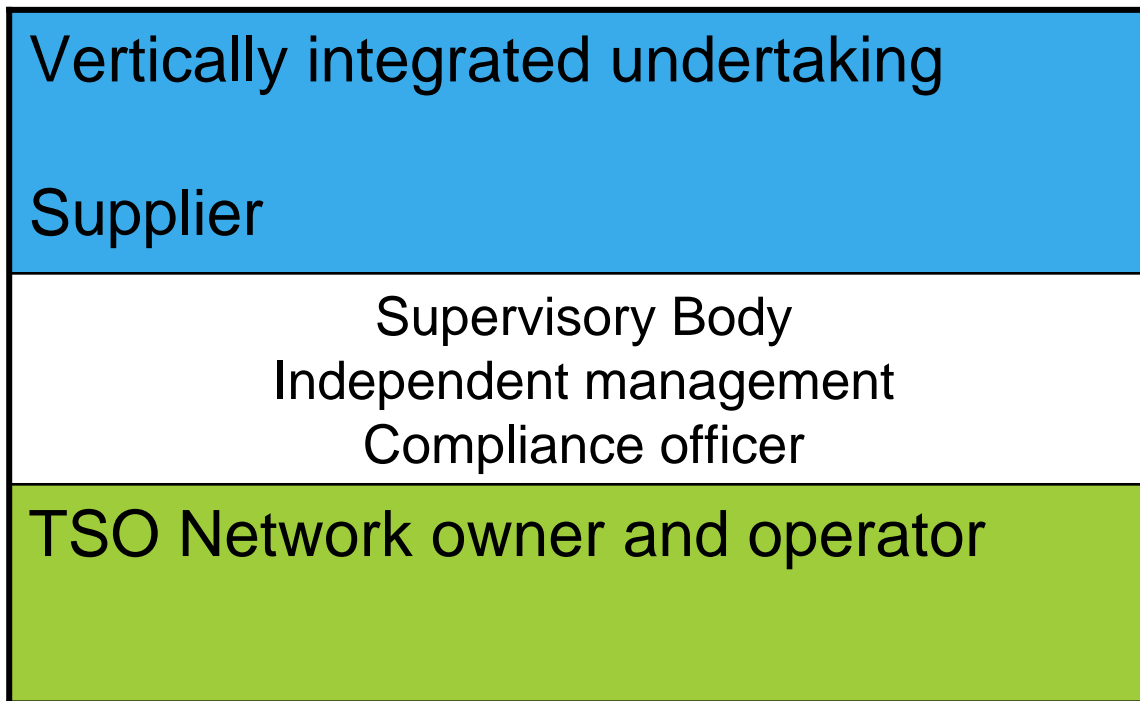 Vertically integrated undertaking
Supplier
Supervisory Body
Independent management
Compliance officer
TSO Network owner and operator